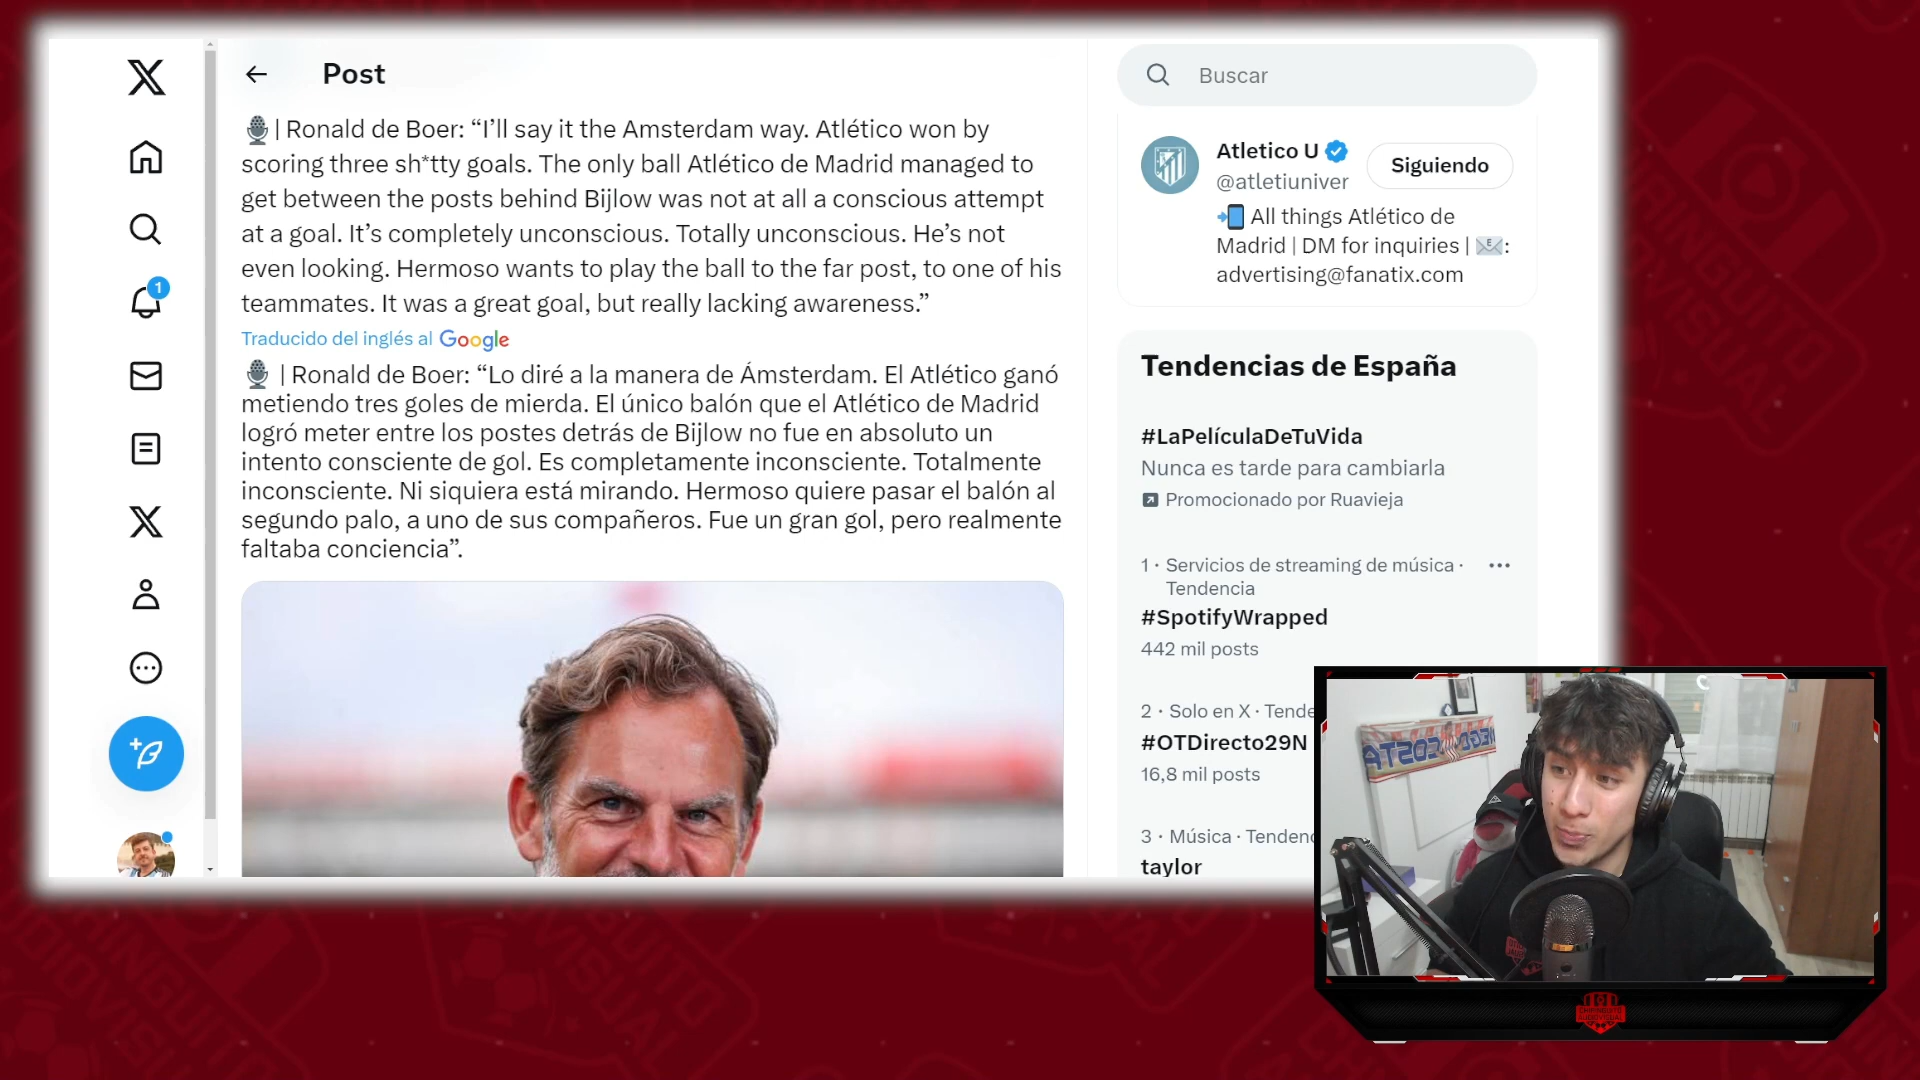 Post
🎙️| Ronald de Boer: “I’ll say it the Amsterdam way. Atlético won by
scoring three sh*tty goals. The only ball Atlético de Madrid managed to
get between the posts behind Bijlow was not at all a conscious attempt
at a goal. It’s completely unconscious. Totally unconscious. He’s not
even looking. Hermoso wants to play the ball to the far post, to one of his
teammates. It was a great goal, but really lacking awareness.”
Traducido del inglés al Google
🎙️ | Ronald de Boer: “Lo diré a la manera de Ámsterdam. El Atlético ganó
metiendo tres goles de mierda. El único balón que el Atlético de Madrid
logró meter entre los postes detrás de Bijlow no fue en absoluto un
intento consciente de gol. Es completamente inconsciente. Totalmente
inconsciente. Ni siquiera está mirando. Hermoso quiere pasar el balón al
segundo palo, a uno de sus compañeros. Fue un gran gol, pero realmente
faltaba conciencia”.
1
Buscar
Atletico U
@atletiuniver
Siguiendo
📲 All things Atlético de
Madrid | DM for inquiries | 📧:
advertising@fanatix.com
Tendencias de España
#LaPelículaDeTuVida
Nunca es tarde para cambiarla
Promocionado por Ruavieja
1 · Servicios de streaming de música ·
Tendencia
#SpotifyWrapped
442 mil posts
2 · Solo en X · Tende
#OTDirecto29N
16,8 mil posts
3 · Música · Tendenc
taylor